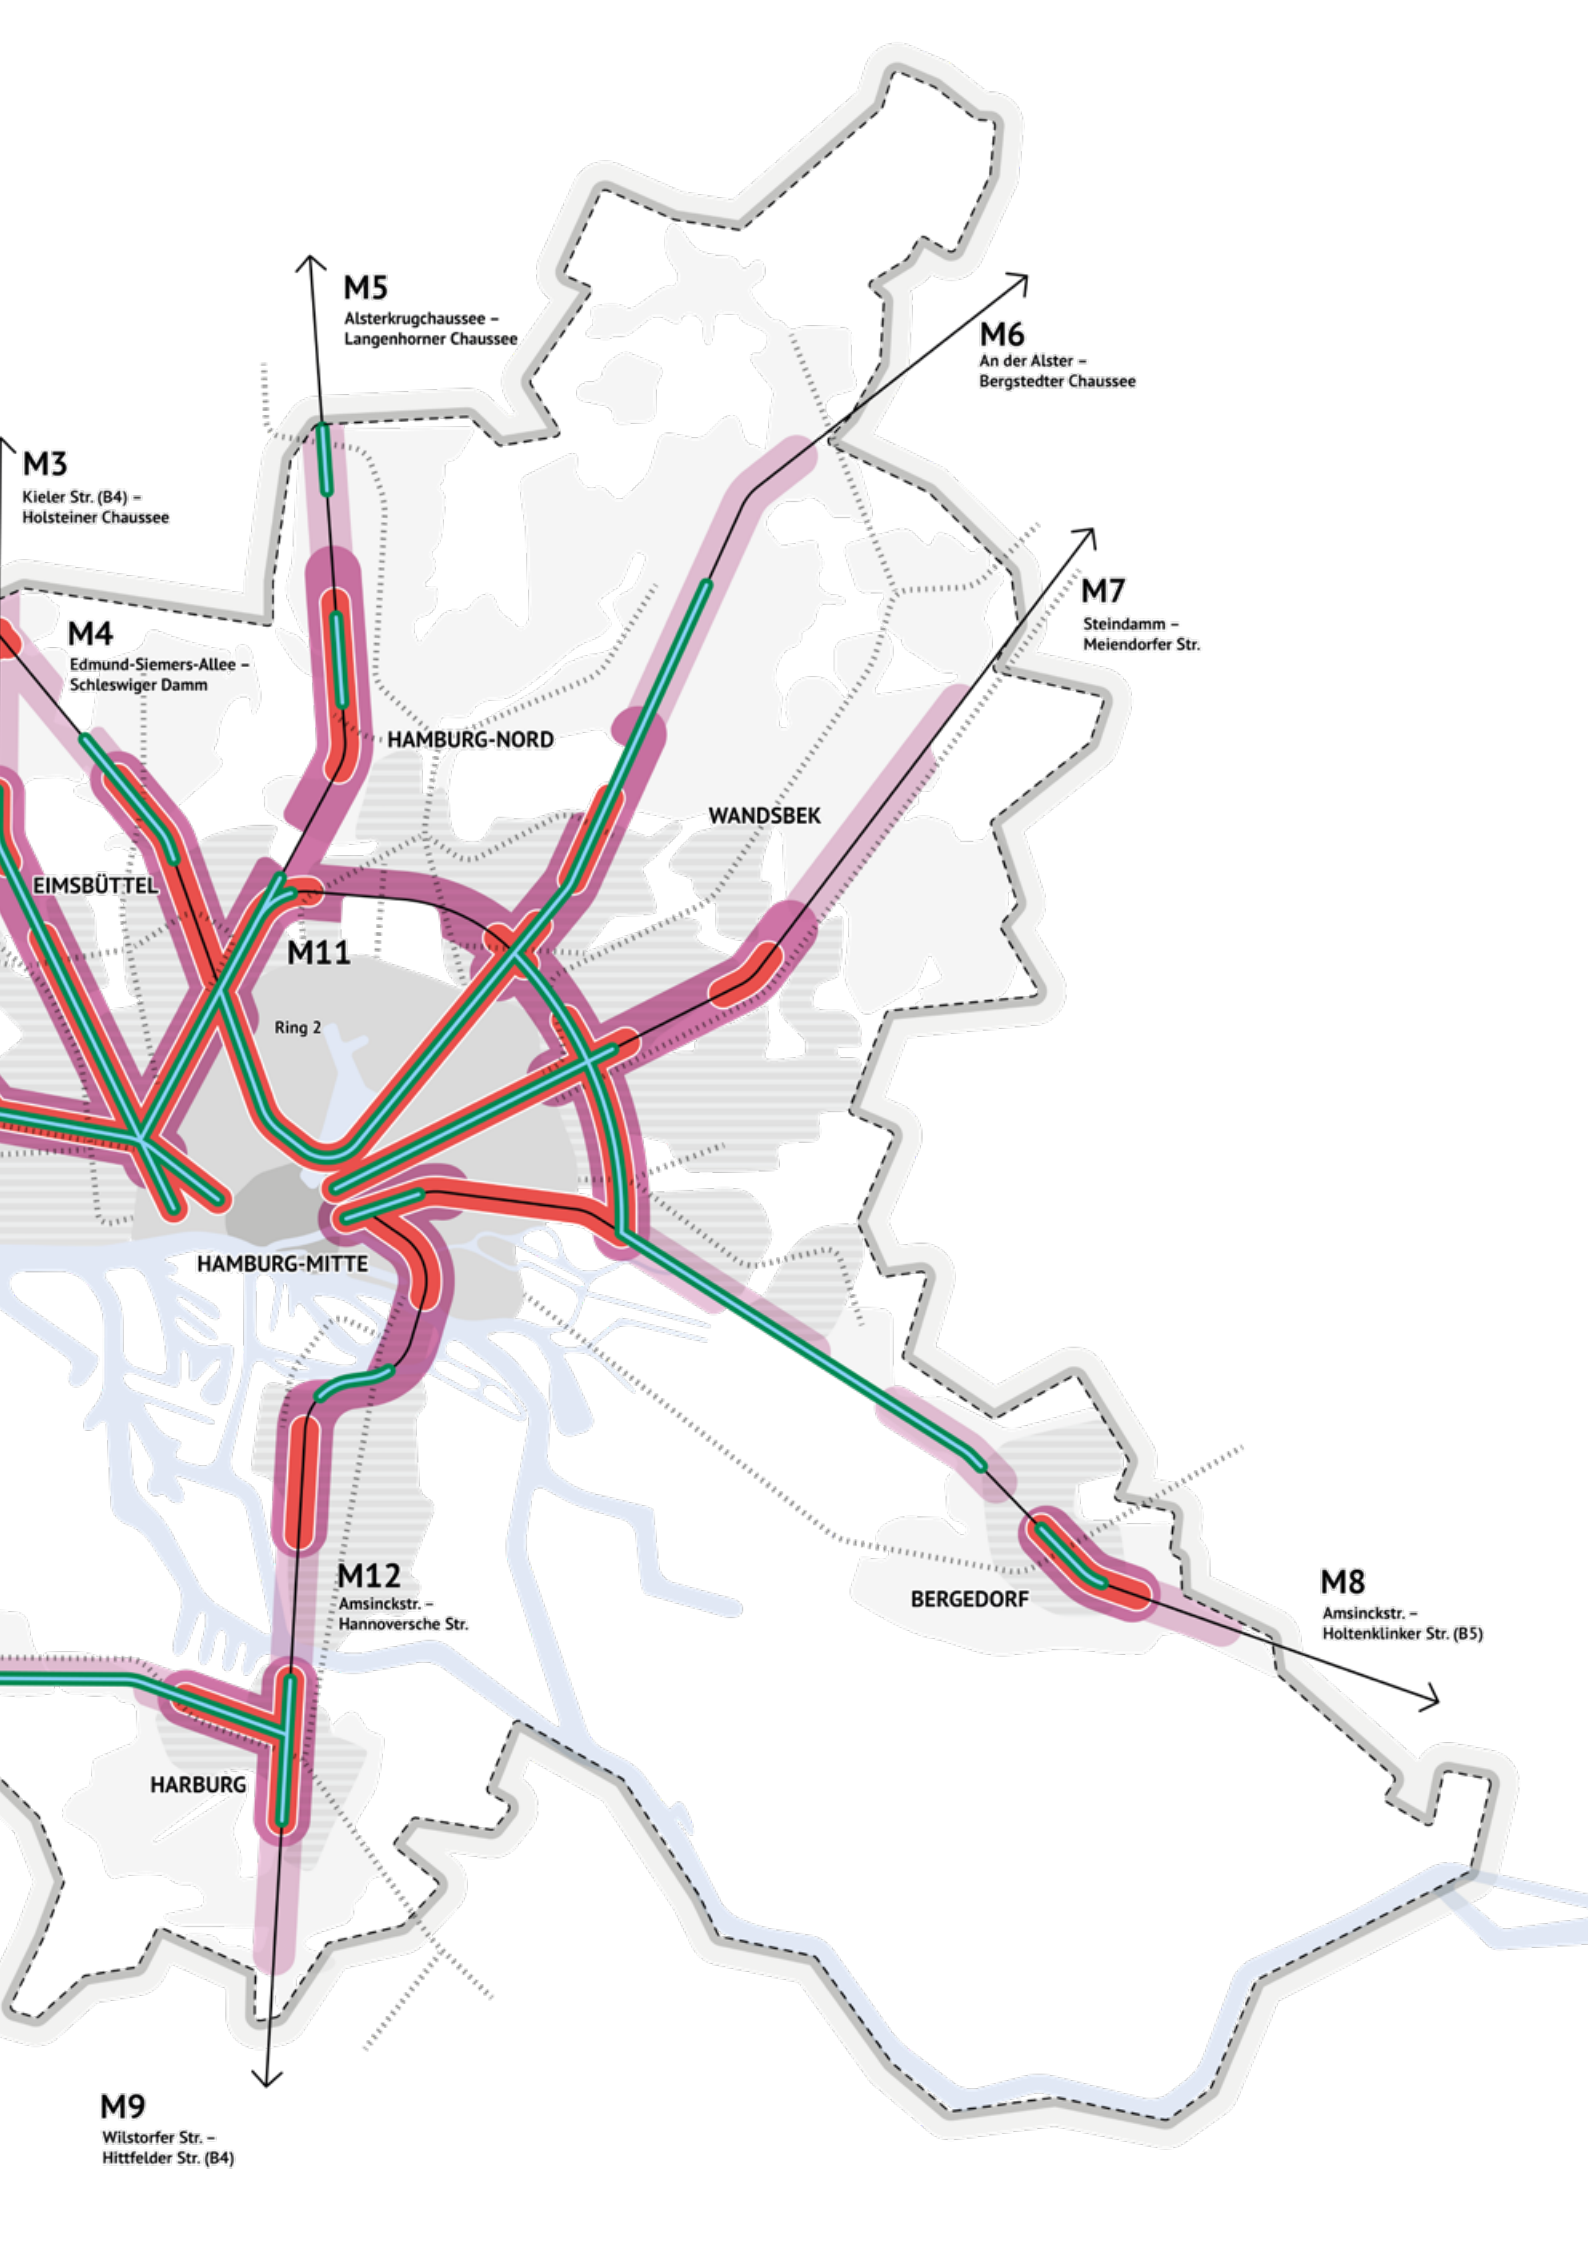 M5
Alsterkrugchaussee –
Langenhorner Chaussee
M6
An der Alster –
Bergstedter Chaussee
M3
Kieler Str. (B4) –
Holsteiner Chaussee
M7
Steindamm –
Meiendorfer Str.
M4
Edmund-Siemers-Allee –
Schleswiger Damm
HAMBURG-NORD
WANDSBEK
EIMSBÜTTEL
M11
Ring 2
HAMBURG-MITTE
M12
Amsinckstr. –
Hannoversche Str.
BERGEDORF
M8
Amsinckstr. –
Holtenklinker Str. (B5)
HARBURG
M9
Wilstorfer Str. –
Hittfelder Str. (B4)